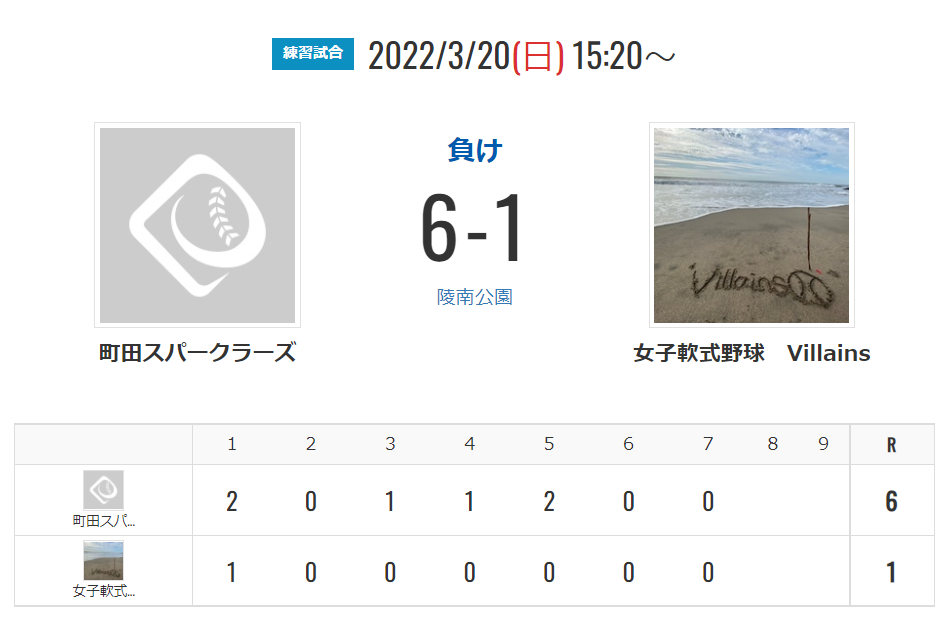 練習試合 2022/3/20(日) 15:20～
負け
6-1
陵南公園
Villains
町田スパークラーズ
女子軟式野球　Villains
1 2 3 4 5 6 7 8 9 R
2 0 1 1 2 0 0 6
町田スパ...
1 0 0 0 0 0 0 1
女子軟式...